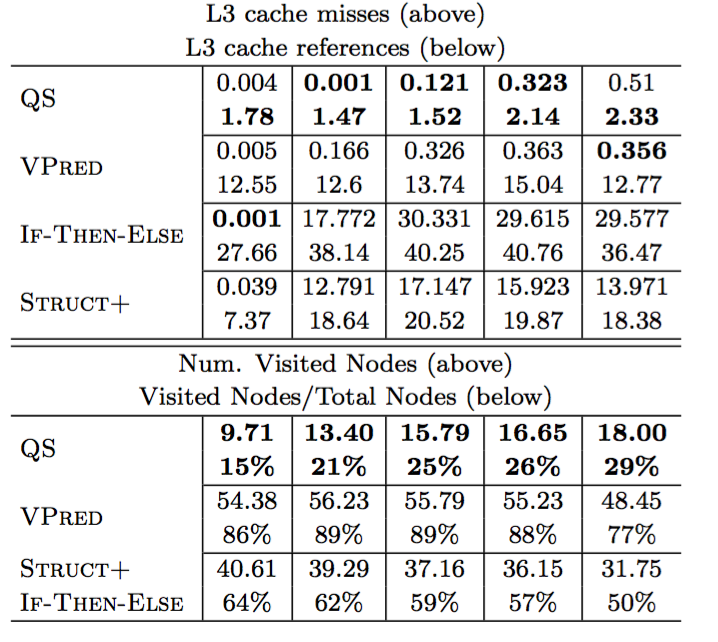 L3 cache misses (above)
L3 cache references (below)
QS 0.004 0.001 0.121 0.323 0.51
1.78 1.47 1.52 2.14 2.33
VPRED 0.005 0.166 0.326 0.363 0.356
12.55 12.6 13.74 15.04 12.77
IF-THEN-ELSE 0.001 17.772 30.331 29.615 29.577
27.66 38.14 40.25 40.76 36.47
STRUCT+ 0.039 12.791 17.147 15.923 13.971
7.37 18.64 20.52 19.87 18.38
Num. Visited Nodes (above)
Visited Nodes/Total Nodes (below)
QS 9.71 13.40 15.79 16.65 18.00
15% 21% 25% 26% 29%
VPRED 54.38 56.23 55.79 55.23 48.45
86% 89% 89% 88% 77%
STRUCT+ 40.61 39.29 37.16 36.15 31.75
IF-THEN-ELSE 64% 62% 59% 57% 50%